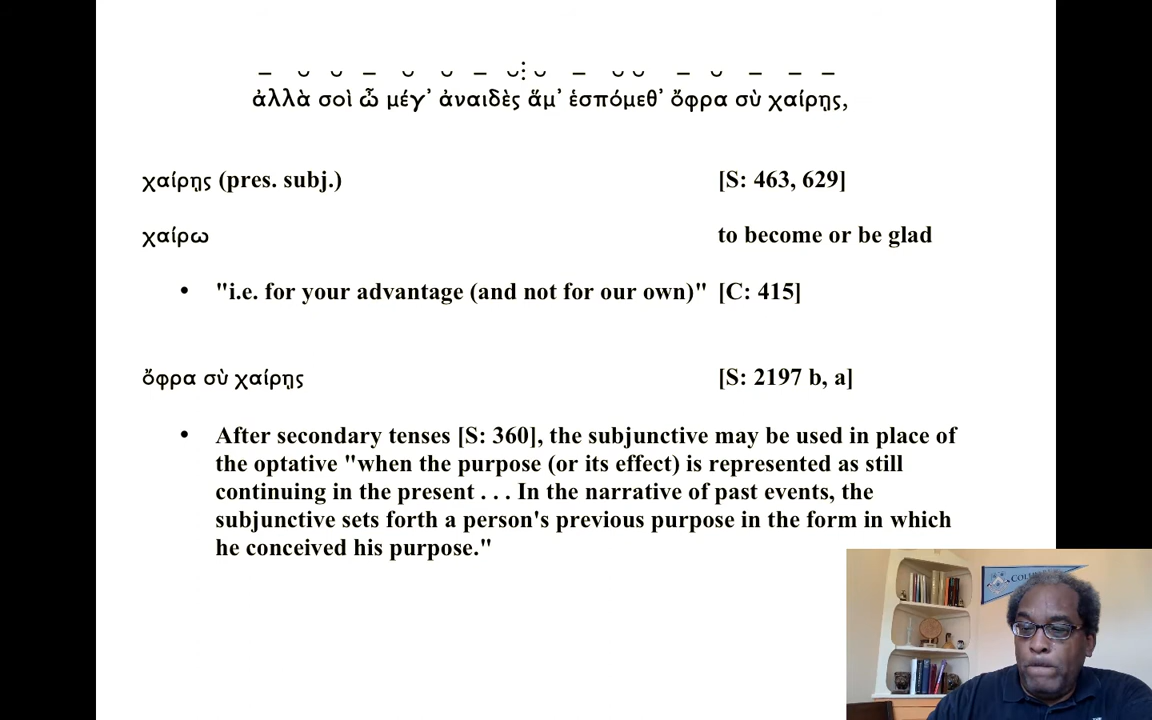 – ᴗ ᴗ – ᴗ ᴗ – ᴗ⋮ᴗ – ᴗ ᴗ – ᴗ – – –
ἀλλὰ σοὶ ὦ μέγ᾽ ἀναιδὲς ἅμ᾽ ἑσπόμεθ᾽ ὄφρα σὺ χαίρῃς,
χαίρῃς (pres. subj.) [S: 463, 629]
χαίρω to become or be glad
• "i.e. for your advantage (and not for our own)" [C: 415]
ὄφρα σὺ χαίρῃς [S: 2197 b, a]
• After secondary tenses [S: 360], the subjunctive may be used in place of
the optative "when the purpose (or its effect) is represented as still
continuing in the present . . . In the narrative of past events, the
subjunctive sets forth a person's previous purpose in the form in which
he conceived his purpose."